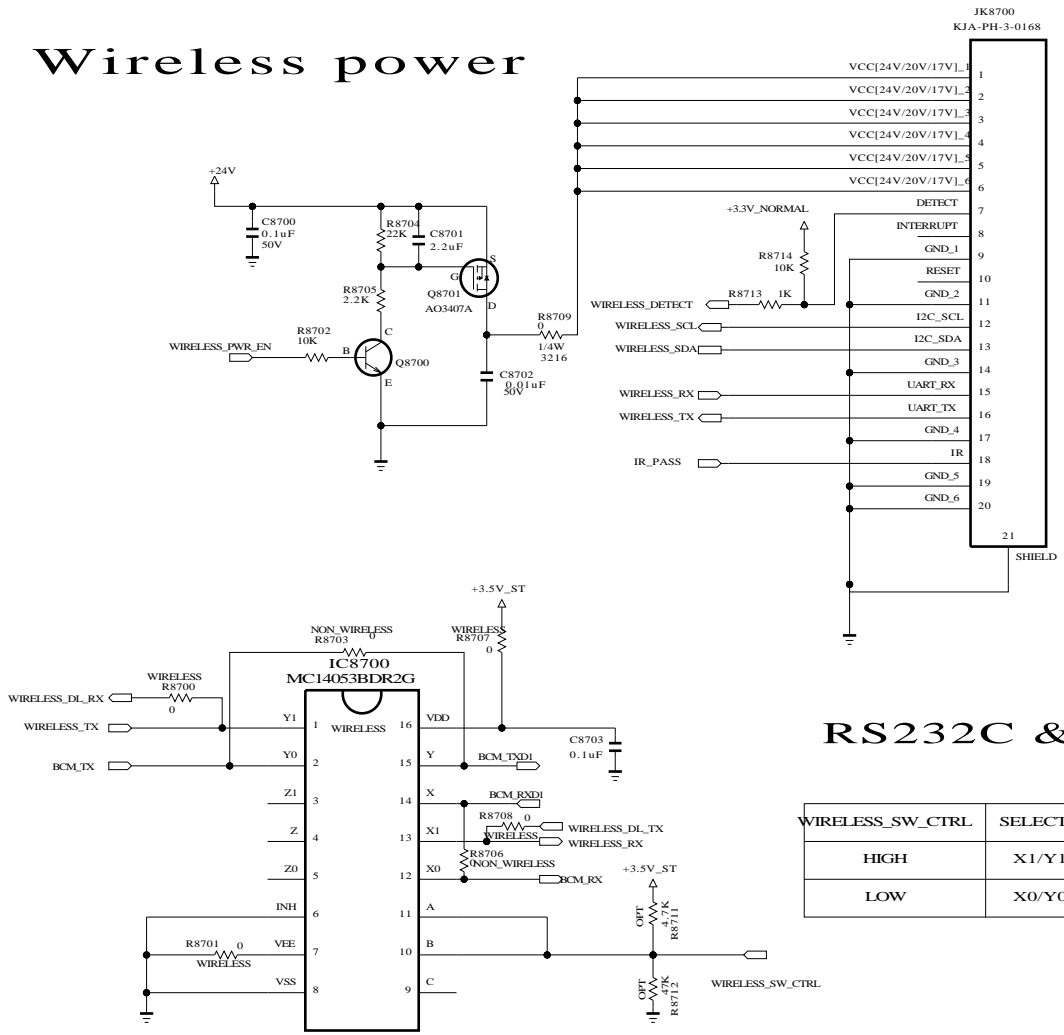 JK8700
KJA-PH-3-0168
Wireless power
VCC[24V/20V/17V]_1
1
VCC[24V/20V/17V]_2
2
VCC[24V/20V/17V]_3
3
VCC[24V/20V/17V]_4
4
VCC[24V/20V/17V]_5
5
VCC[24V/20V/17V]_6
6
DETECT
7
INTERRUPT
8
GND_1
9
RESET
10
GND_2
11
I2C_SCL
12
I2C_SDA
13
GND_3
14
UART_RX
15
UART_TX
16
GND_4
17
IR
18
GND_5
19
GND_6
20
21
SHIELD
+24V
C8700
0.1uF
50V
R8704
22K
C8701
2.2uF
R8705
2.2K
S
G
D
Q8701
AO3407A
R8702
10K
WIRELESS_PWR_EN
B
C
E
Q8700
R8709
0
1/4W
3216
C8702
0.01uF
50V
+3.3V_NORMAL
R8714
10K
R8713 1K
WIRELESS_DETECT
WIRELESS_SCL
WIRELESS_SDA
WIRELESS_RX
WIRELESS_TX
IR_PASS
+3.5V_ST
WIRELESS
R8707
0
NON_WIRELESS
R8703 0
IC8700
MC14053BDR2G
WIRELESS
WIRELESS
R8700
0
WIRELESS_DL_RX
WIRELESS_TX
BCM_TX
Y1
1
Y0
2
Z1
3
Z
4
Z0
5
INH
6
VEE
7
VSS
8
R8701 0
WIRELESS
VDD
16
Y
15
X
14
X1
13
X0
12
A
11
B
10
C
9
C8703
0.1uF
BCM_TXD1
BCM_RXD1
R8708 0
WIRELESS
WIRELESS_DL_TX
WIRELESS_RX
R8706
0
NON_WIRELESS
BCM_RX
+3.5V_ST
OPT
4.7K
R8711
OPT
47K
R8712
WIRELESS_SW_CTRL
RS232C &
WIRELESS_SW_CTRL SELECT
HIGH X1/Y1
LOW X0/Y0